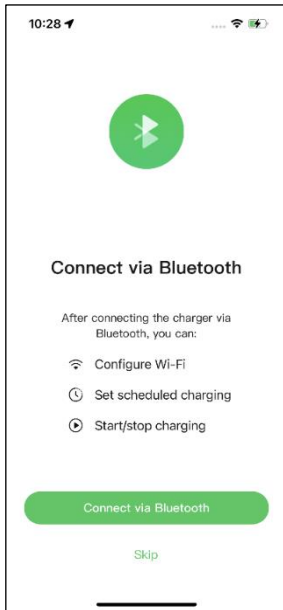 10:28
Connect via Bluetooth
After connecting the charger via
Bluetooth, you can:
Configure Wi-Fi
Set scheduled charging
Start/stop charging
Connect via Bluetooth
Skip